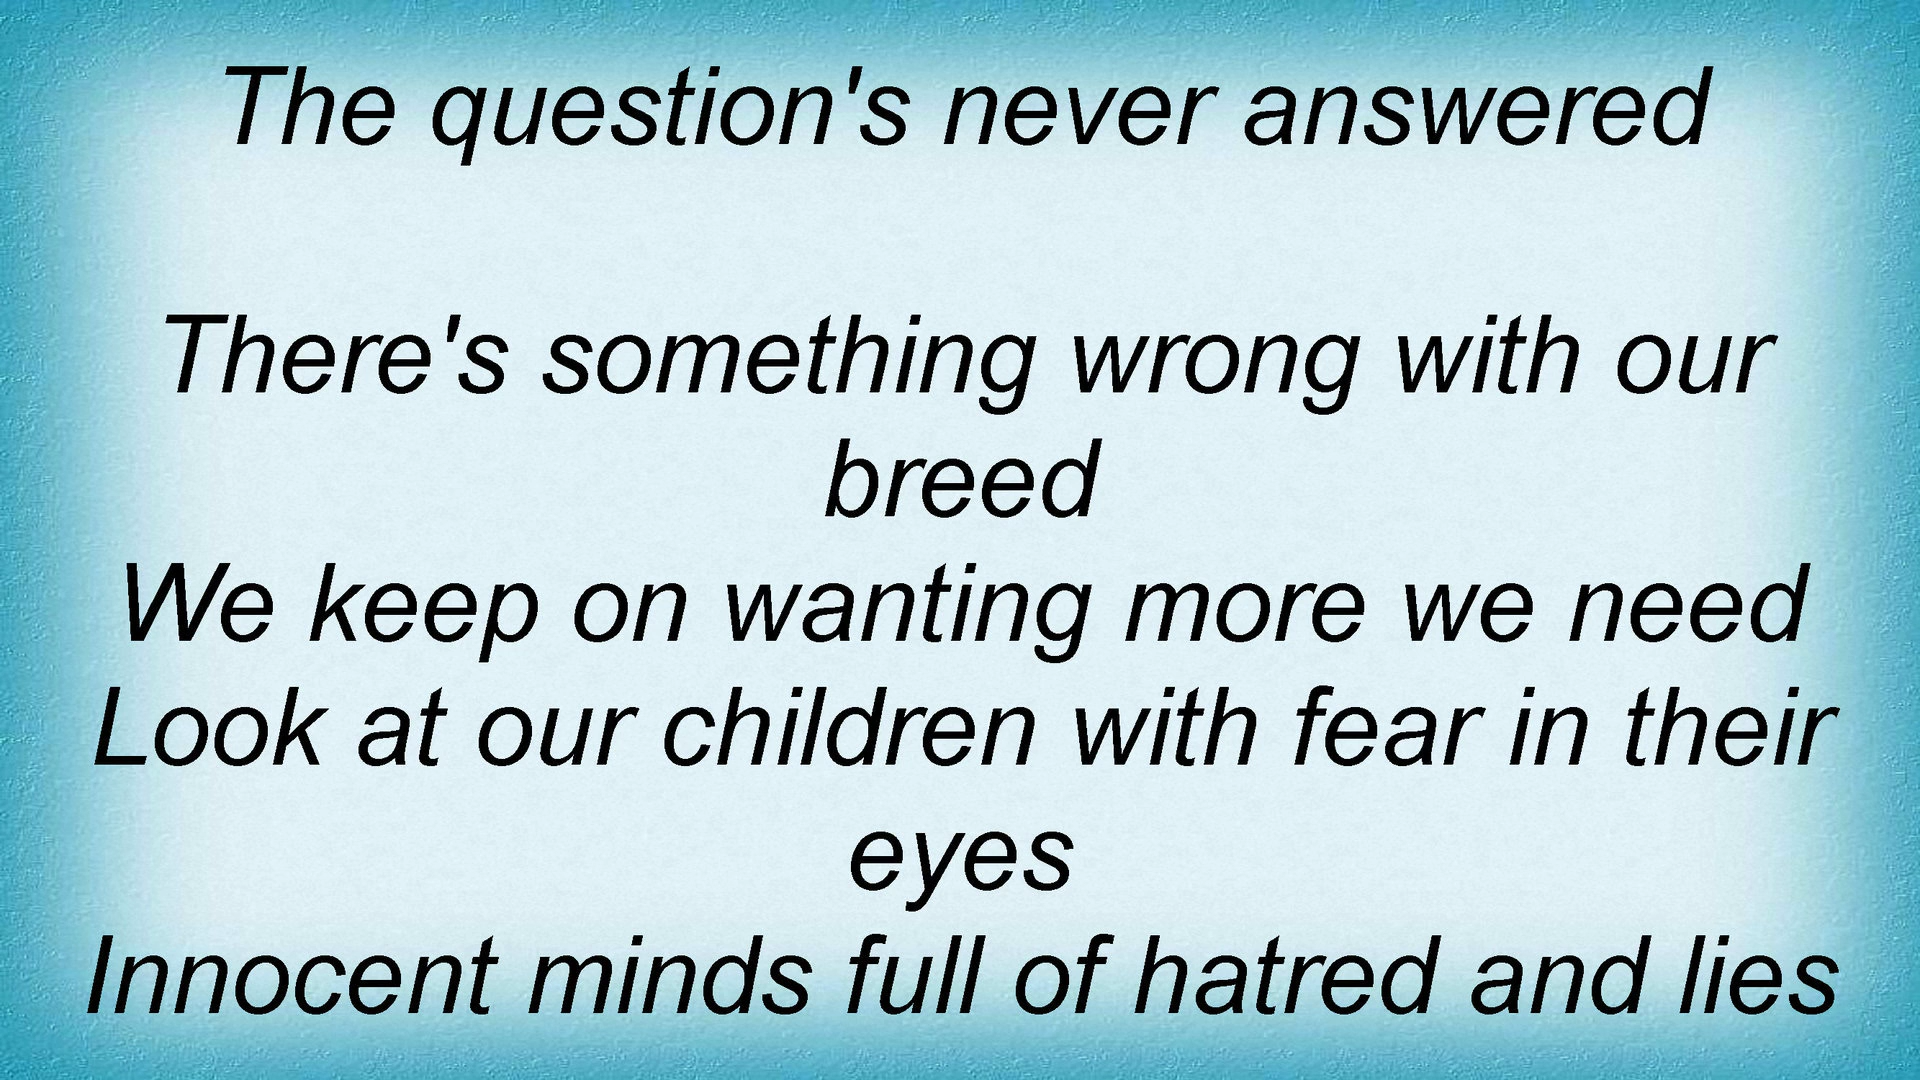 The question's never answered
There's something wrong with our
breed
We keep on wanting more we need
Look at our children with fear in their
eyes
Innocent minds full of hatred and lies